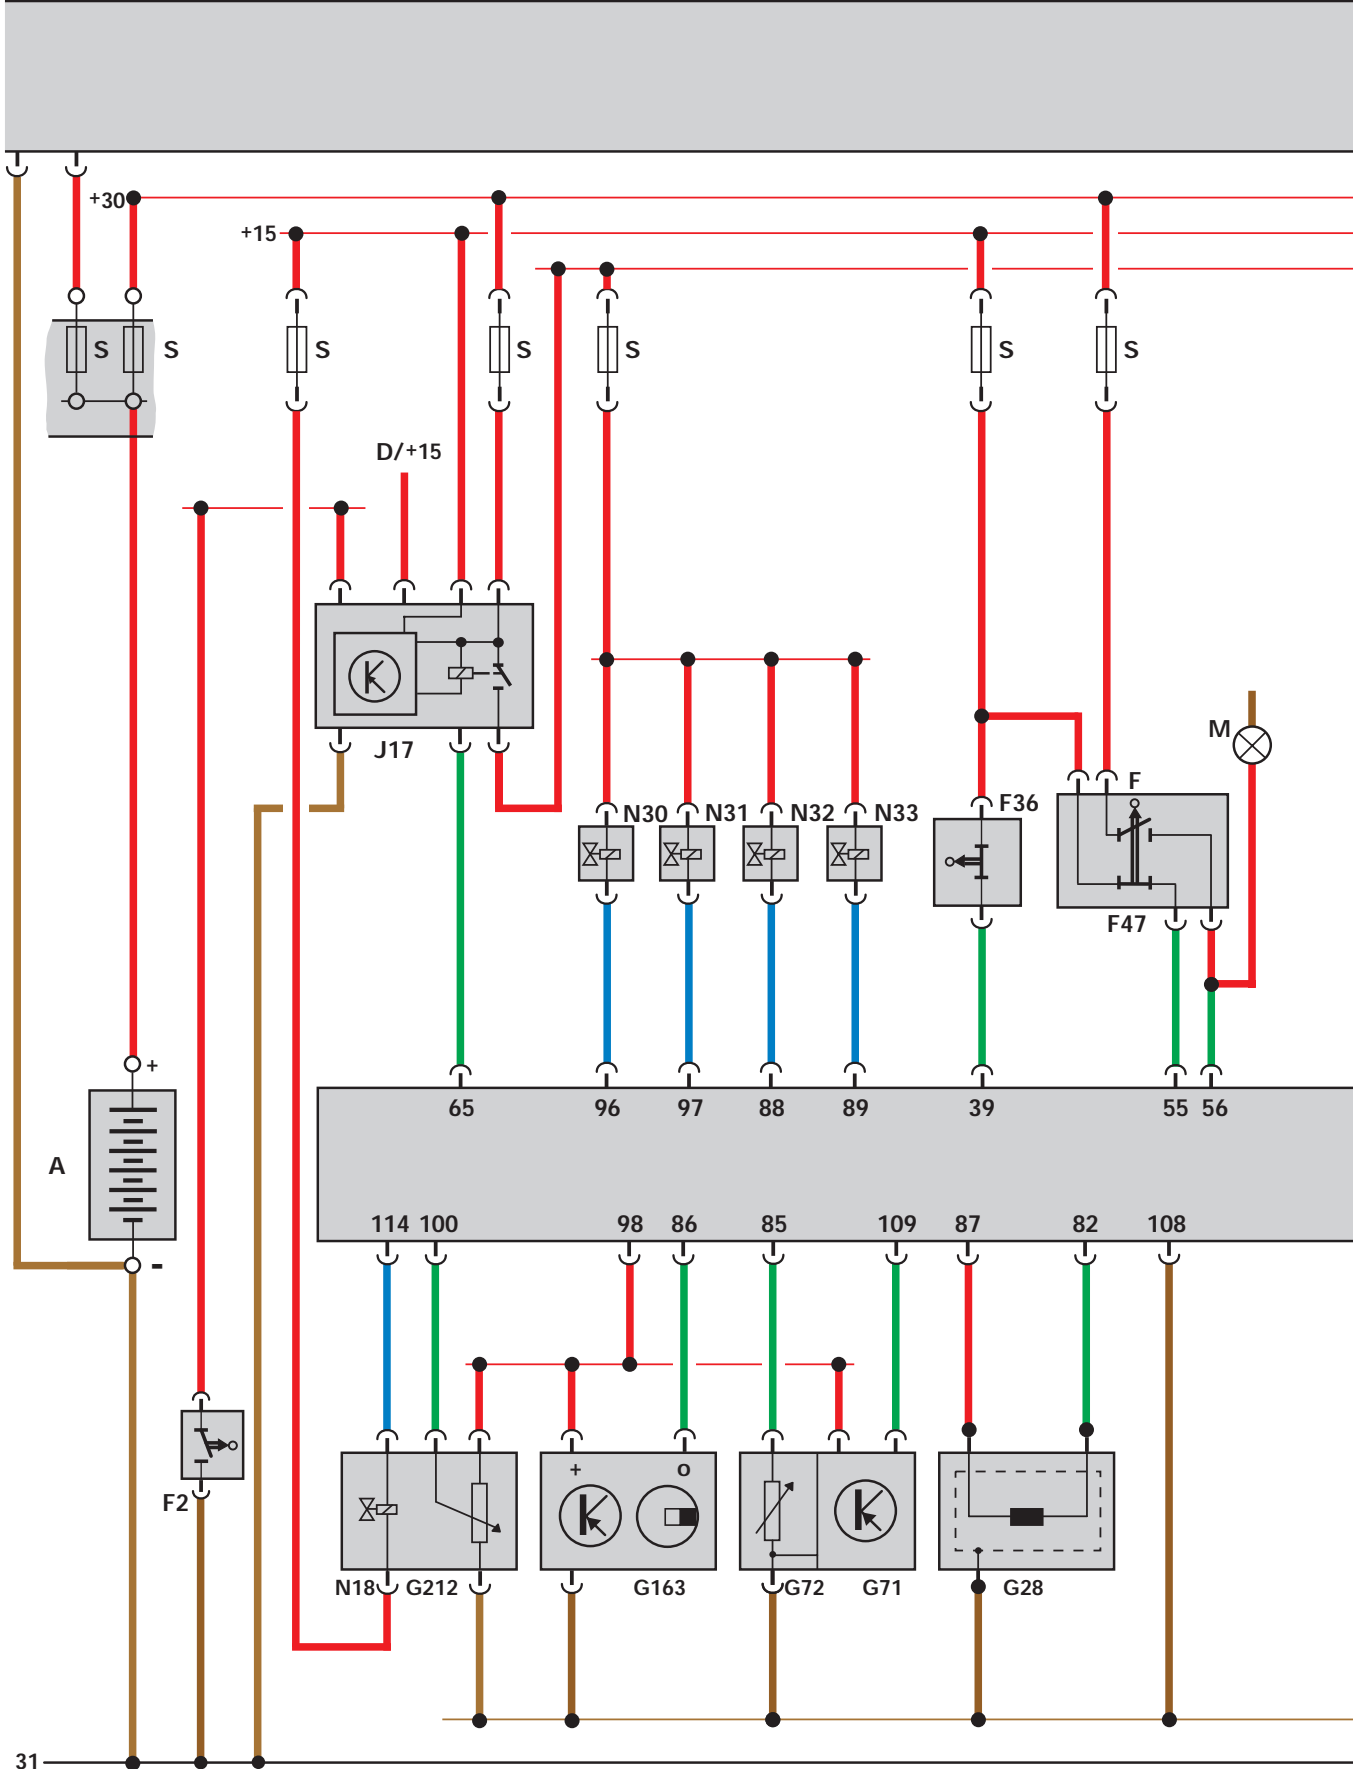 +30
+15
S S S S S S S
D/+15
J17
M
F
N30 N31 N32 N33 F36
F47
+
65 96 97 88 89 39 55 56
A
114 100 98 86 85 109 87 82 108
-
+ o
F2
N18 G212 G163 G72 G71 G28
31